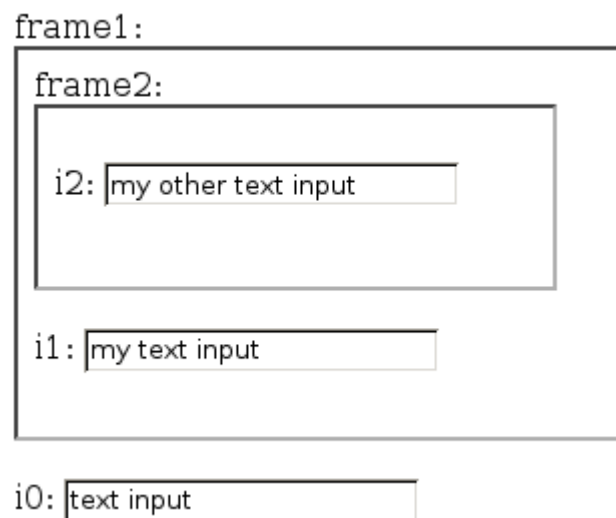 frame1:
frame2:
i2: my other text input
i1: my text input
i0: text input